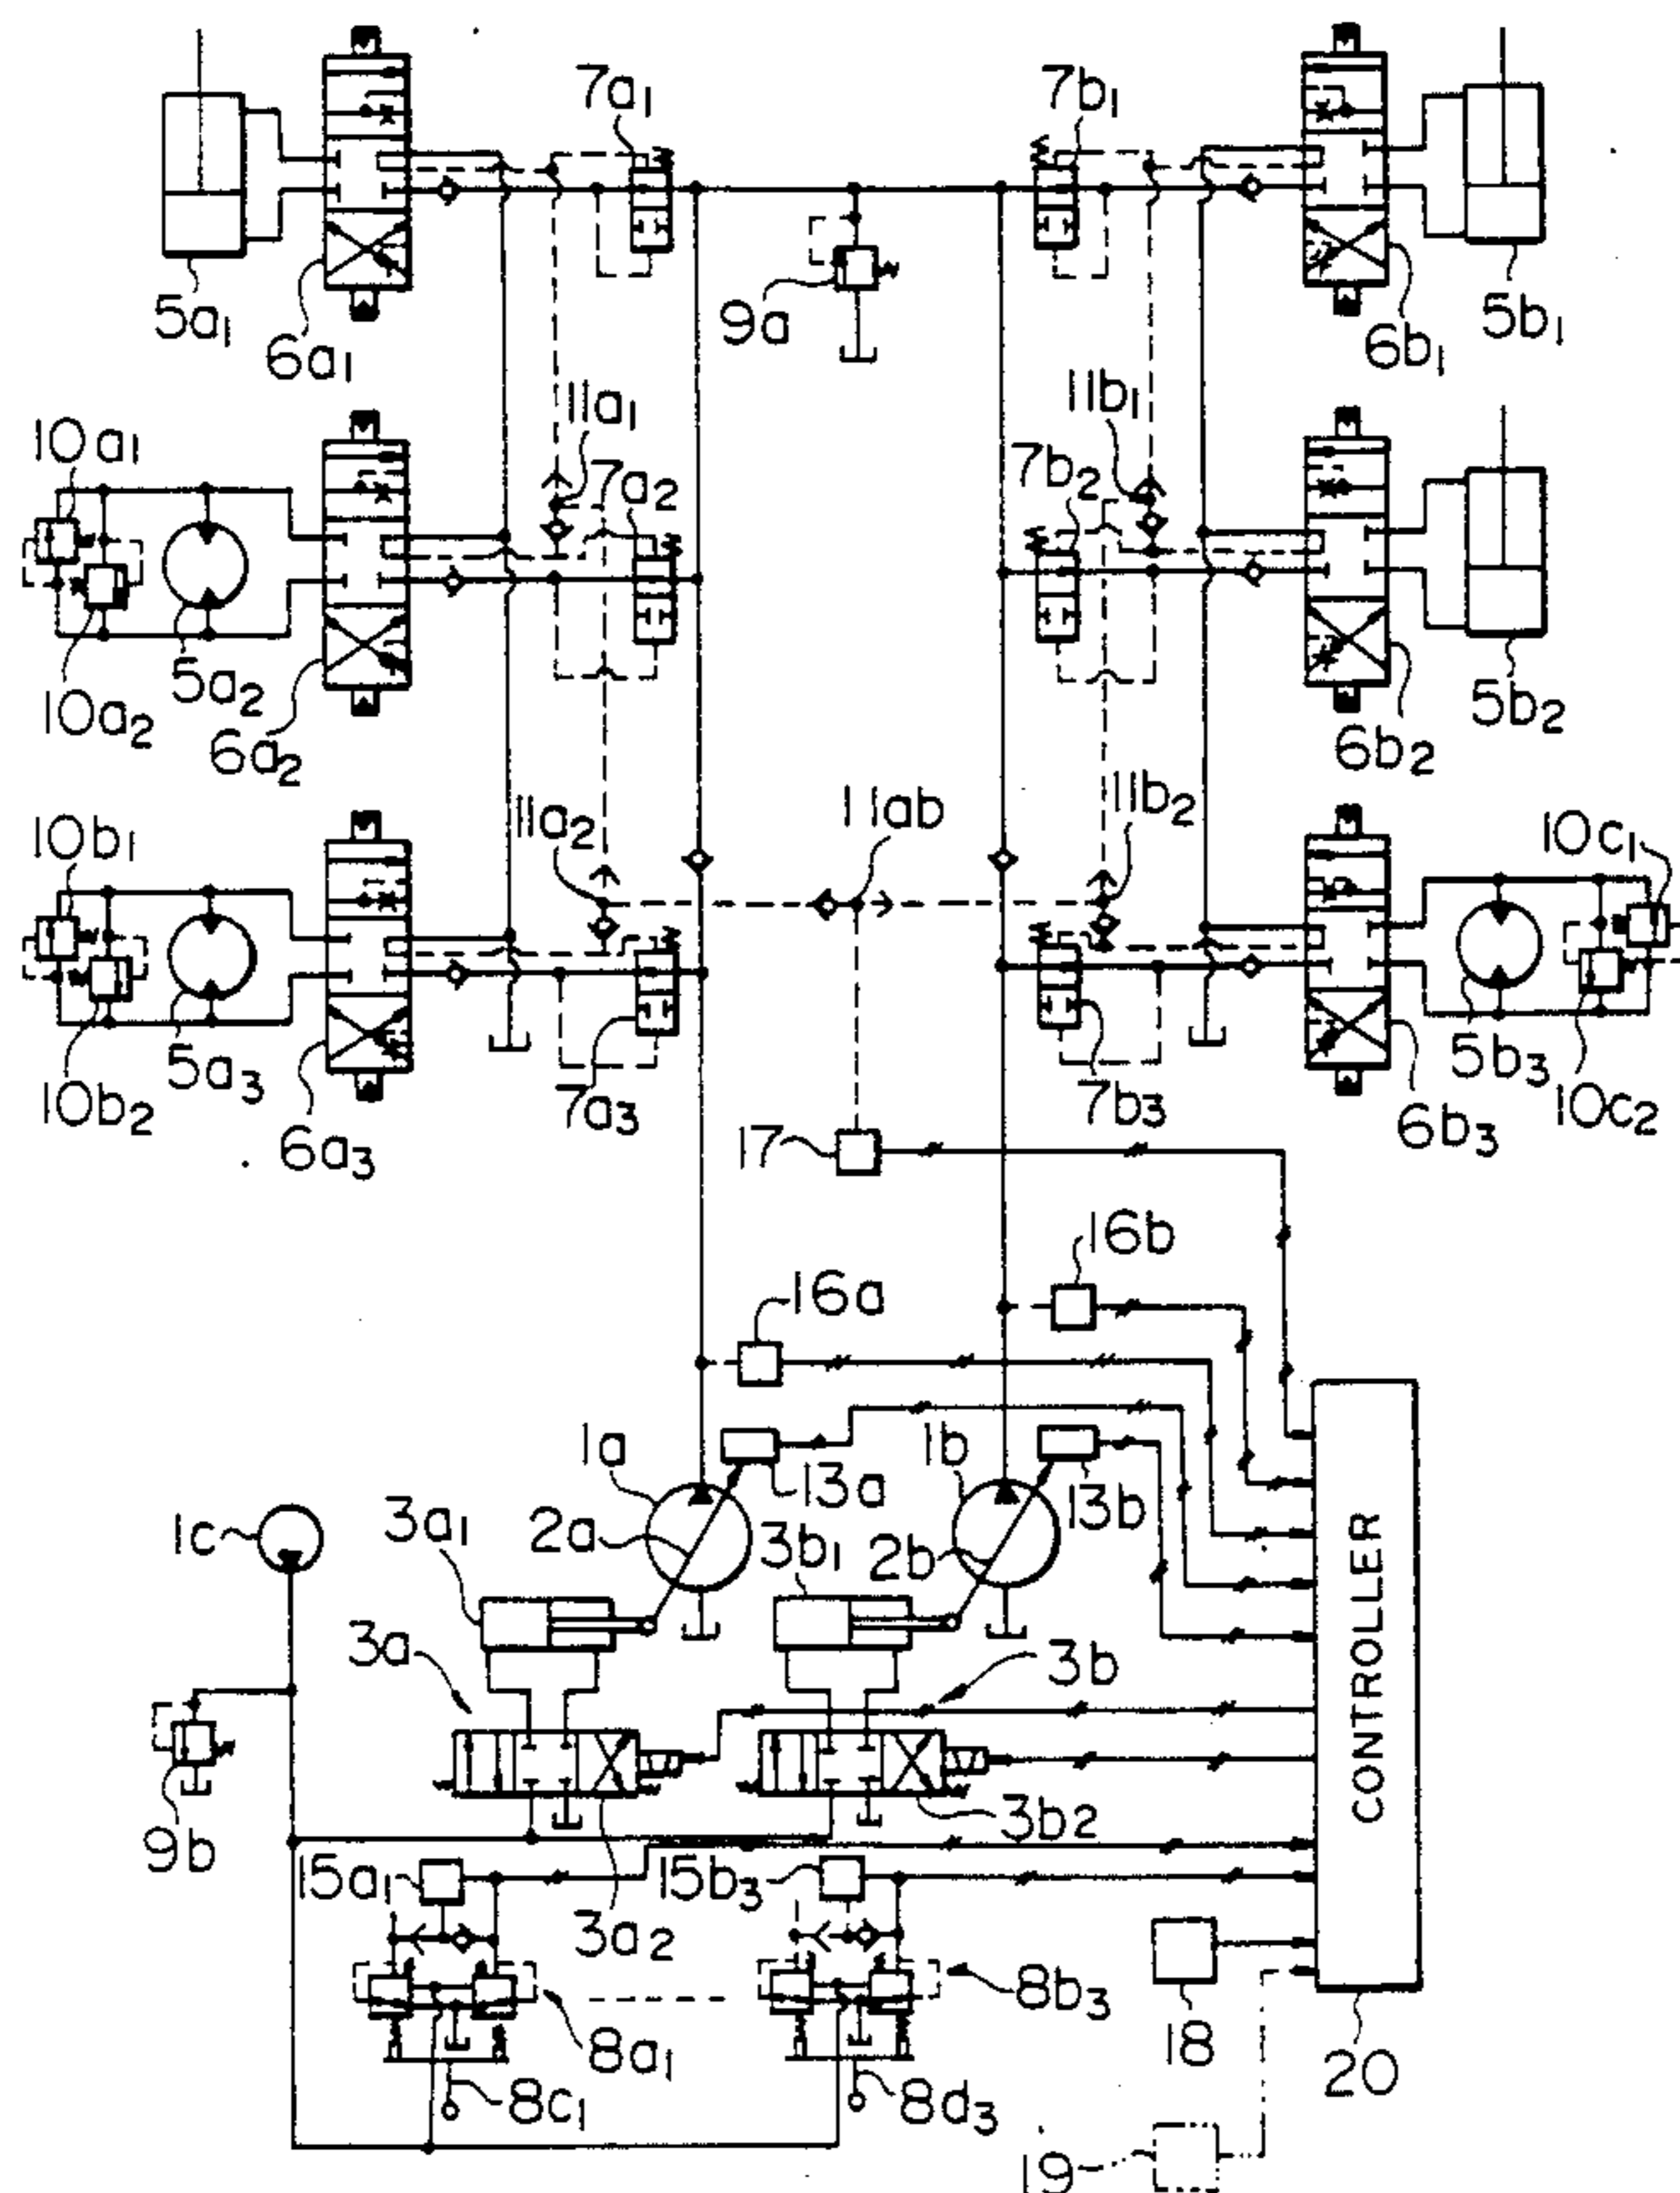 7a1
7b1
5a1
6a1
9a
6b1
5b1
10a1
11a1
7a2
11b1
7b2
10a2
5a2
6a2
6b2
5b2
10b1
11a2
11ab
11b2
10c1
10b2
5a3
6a3
7a3
7b3
6b3
5b3
10c2
17
16b
16a
1a
13a
1b
13b
1c
3a1
2a
3b1
2b
3a
3b
CONTROLLER
9b
3b2
15a1
3a2
15b3
8a1
8b3
8c1
8d3
18
20
19